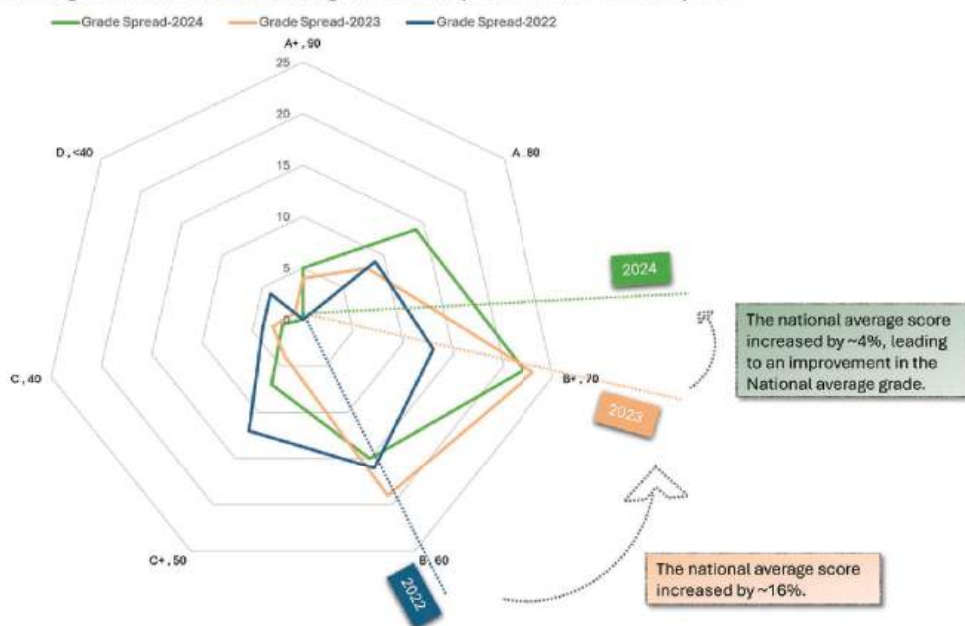 Grade Spread-2024 Grade Spread-2023 Grade Spread-2022
A+,90
25
20
15
10
5
0
A 80
D,<40
2024
B+,70
2023
C,40
The national average score
increased by ~4%, leading
to an improvement in the
National average grade.
C+,50
B,60
2022
The national average score
increased by ~16%.